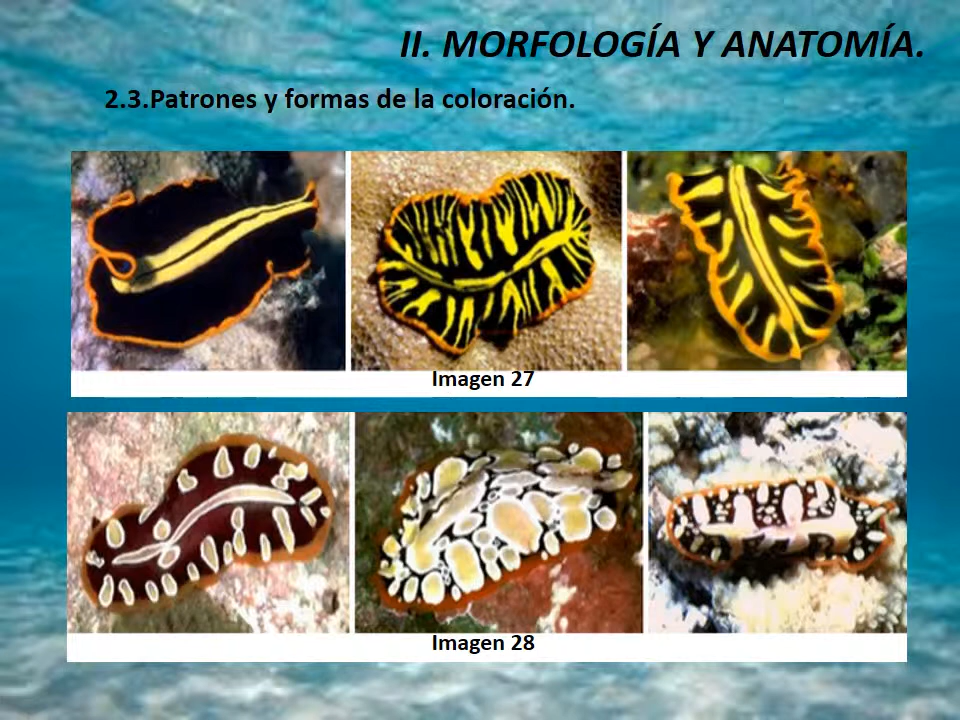 II. MORFOLOGÍA Y ANATOMÍA.
2.3.Patrones y formas de la coloración.
Imagen 27
Imagen 28